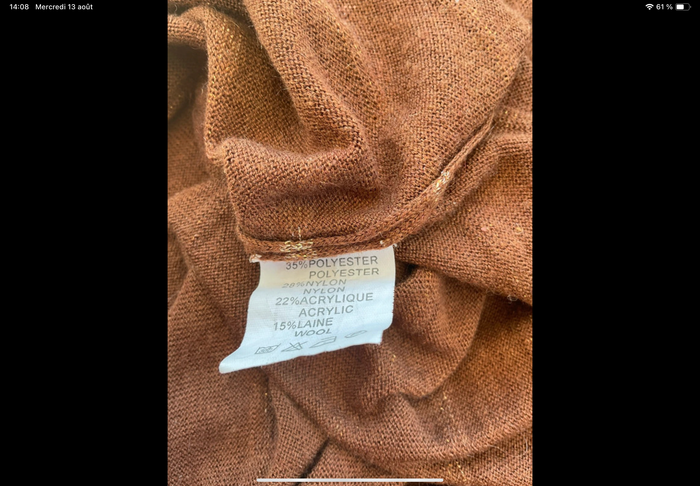 14:08 Mercredi 13 août
61 %
35%POLYESTER
POLYESTER
28%NYLON
NYLON
22%ACRYLIQUE
ACRYLIC
15%LAINE
WOOL